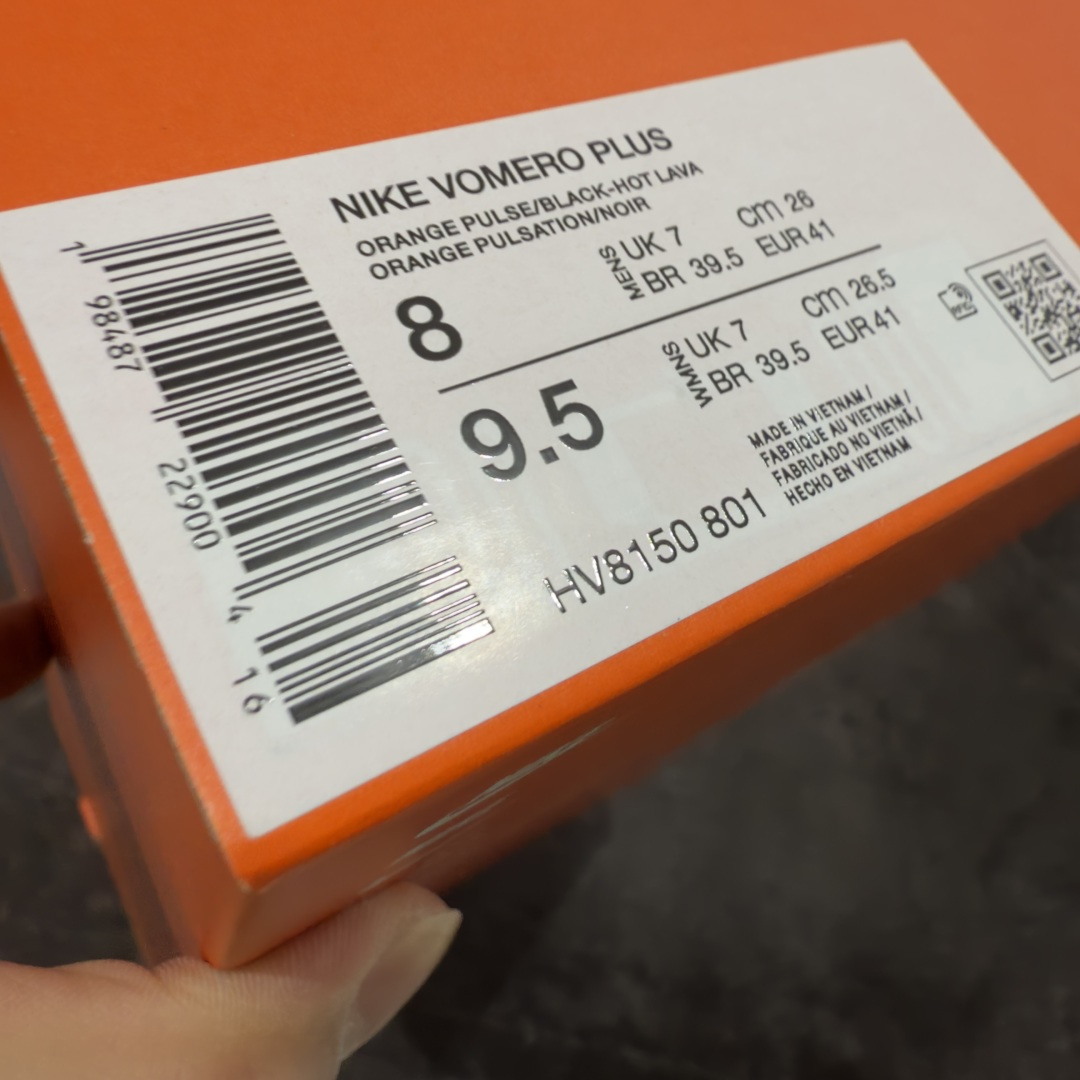 NIKE VOMERO PLUS
ORANGE PULSE/BLACK-HOT LAVA
ORANGE PULSATION/NOIR
8
MENS
UK 7
cm 26
BR 39.5
EUR 41
9.5
WMNS
UK 7
cm 26.5
BR 39.5
EUR 41
HV8150 801
MADE IN VIETNAM /
FABRIQUE AU VIETNAM /
FABRICADO NO VIETNÃ /
HECHO EN VIETNAM
1
98487
22900
4
16